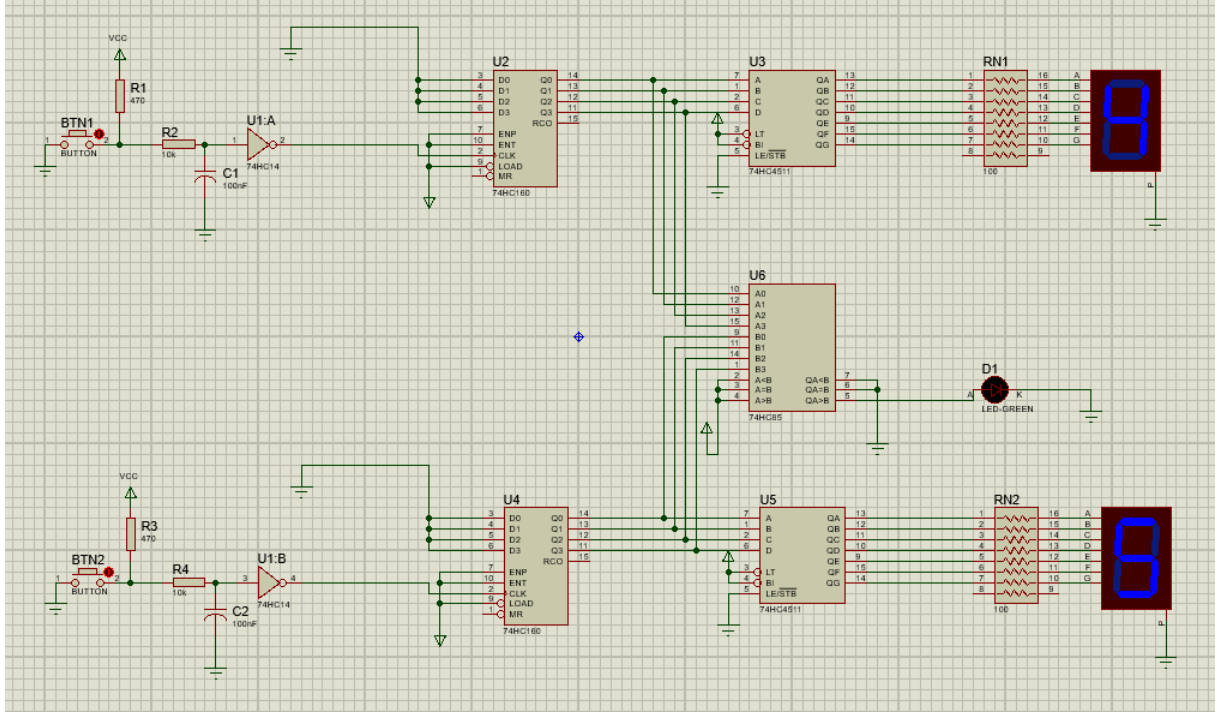 VCC
R1
470
BTN1
1
2
BUTTON
R2
10k
C1
100nF
U1:A
1
2
74HC14
U2
3 D0 Q0 14
4 D1 Q1 13
5 D2 Q2 12
6 D3 Q3 11
RCO 15
7 ENP
10 ENT
2 CLK
9 LOAD
1 MR
74HC160
U3
7 A QA 13
1 B QB 12
2 C QC 11
6 D QD 10
QE 9
3 LT QF 15
4 BI QG 14
5 LE/STB
74HC4511
RN1
1 16 A
2 15 B
3 14 C
4 13 D
5 12 E
6 11 F
7 10 G
8 9
100
P
U6
10 A0
12 A1
13 A2
15 A3
9 B0
11 B1
14 B2
1 B3
2 A<B QA<B 7
3 A=B QA=B 6
4 A>B QA>B 5
74HC85
D1
A K
LED-GREEN
VCC
R3
470
BTN2
1
2
BUTTON
R4
10k
C2
100nF
U1:B
3
4
74HC14
U4
3 D0 Q0 14
4 D1 Q1 13
5 D2 Q2 12
6 D3 Q3 11
RCO 15
7 ENP
10 ENT
2 CLK
9 LOAD
1 MR
74HC160
U5
7 A QA 13
1 B QB 12
2 C QC 11
6 D QD 10
QE 9
3 LT QF 15
4 BI QG 14
5 LE/STB
74HC4511
RN2
1 16 A
2 15 B
3 14 C
4 13 D
5 12 E
6 11 F
7 10 G
8 9
100
P